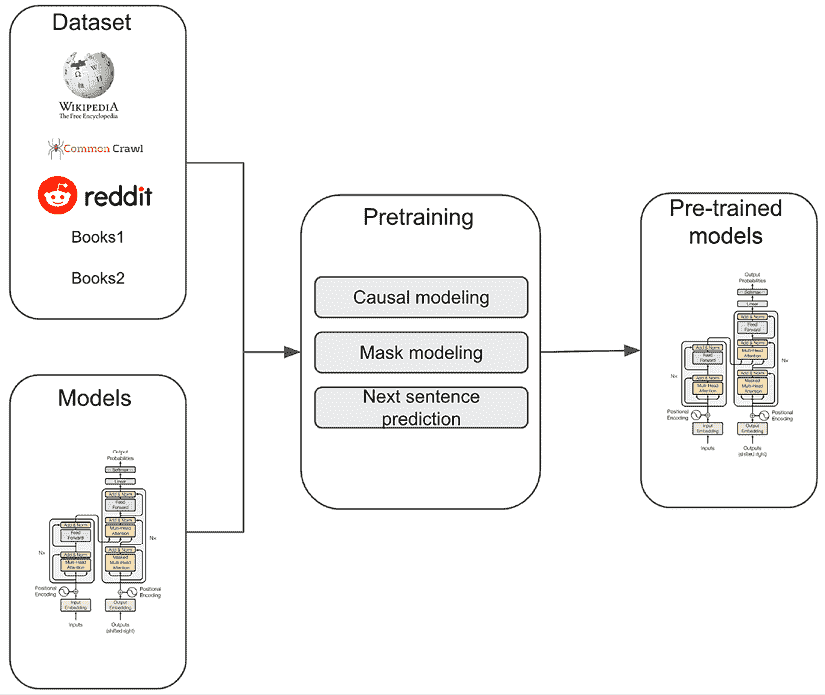 Dataset
WIKIPEDIA
The Free Encyclopedia
Common Crawl
reddit
Books1
Books2
Models
Output
Probabilities
Softmax
Linear
Add & Norm
Feed
Forward
Add & Norm
Add & Norm
Multi-Head
Attention
Feed
Forward
Nx
Nx
Add & Norm
Add & Norm
Multi-Head
Attention
Masked
Multi-Head
Attention
Positional
Encoding
Positional
Encoding
Input
Embedding
Output
Embedding
Inputs
Outputs
(shifted right)
Pretraining
Causal modeling
Mask modeling
Next sentence
prediction
Pre-trained
models
Output
Probabilities
Softmax
Linear
Add & Norm
Feed
Forward
Add & Norm
Add & Norm
Multi-Head
Attention
Feed
Forward
Nx
Nx
Add & Norm
Add & Norm
Multi-Head
Attention
Masked
Multi-Head
Attention
Positional
Encoding
Positional
Encoding
Input
Embedding
Output
Embedding
Inputs
Outputs
(shifted right)